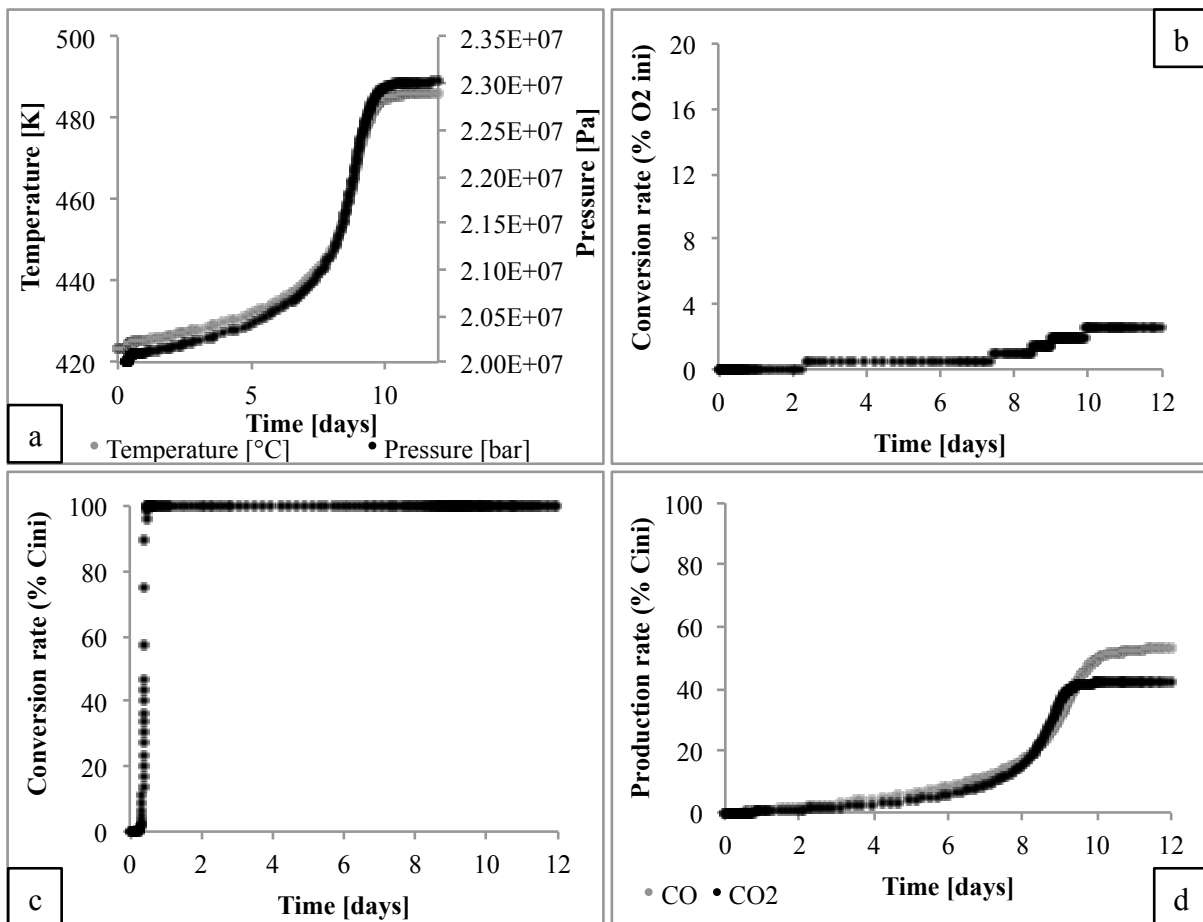 a
500
480
460
440
420
Temperature [K]
2.35E+07
2.30E+07
2.25E+07
2.20E+07
2.15E+07
2.10E+07
2.05E+07
2.00E+07
Pressure [Pa]
0 5 10
Time [days]
Temperature [°C] Pressure [bar]
b
20
16
12
8
4
0
Conversion rate (% O2 ini)
0 2 4 6 8 10 12
Time [days]
c
100
80
60
40
20
0
Conversion rate (% Cini)
0 2 4 6 8 10 12
Time [days]
d
100
80
60
40
20
0
Production rate (% Cini)
0 2 4 6 8 10 12
Time [days]
CO CO2